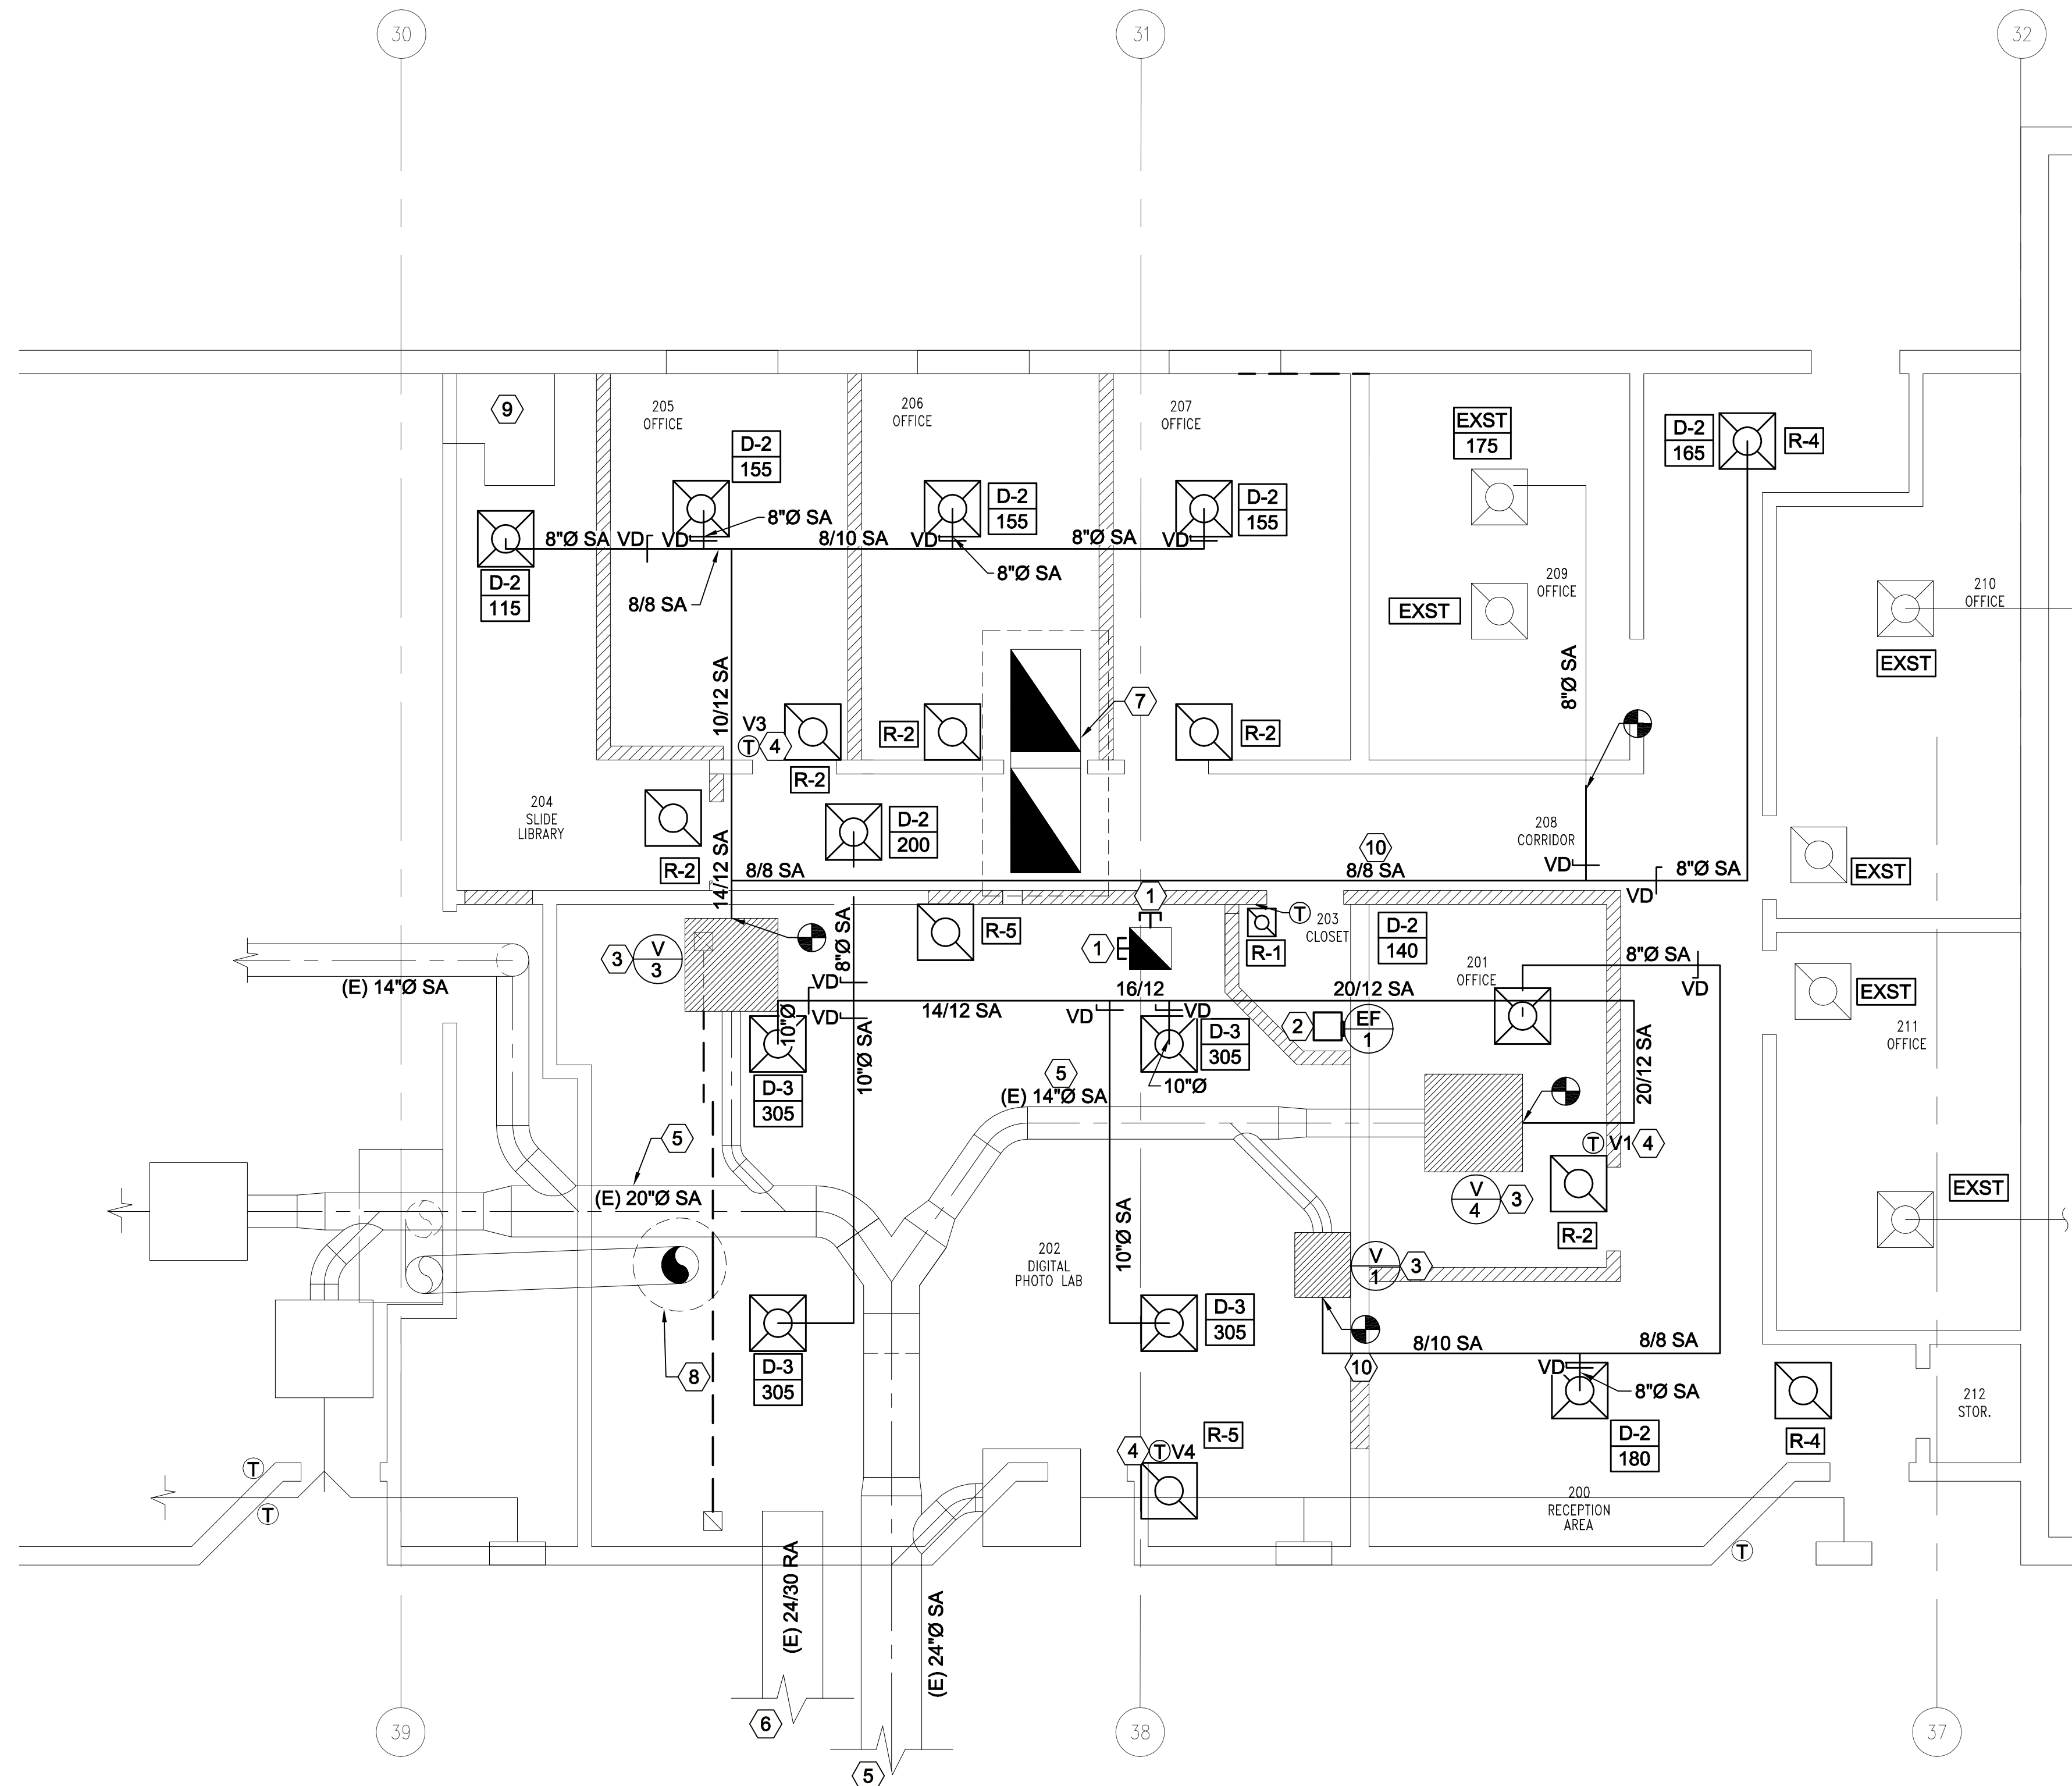 30
31
32
9
205
OFFICE
206
OFFICE
207
OFFICE
EXST
175
D-2
165
R-4
D-2
155
D-2
155
D-2
155
8"Ø SA
8"Ø SA
VD
VD
8/10 SA
VD
8"Ø SA
VD
8"Ø SA
D-2
115
8/8 SA
209
OFFICE
EXST
210
OFFICE
EXST
8"Ø SA
10/12 SA
7
V3
T
4
R-2
R-2
R-2
204
SLIDE
LIBRARY
D-2
200
208
CORRIDOR
10
R-2
14/12 SA
8/8 SA
8/8 SA
VD
8"Ø SA
VD
EXST
1
R-5
T
203
CLOSET
D-2
140
3
V
3
8"Ø SA
1
R-1
8"Ø SA
201
OFFICE
(E) 14"Ø SA
VD
16/12
20/12 SA
VD
EXST
14/12 SA
VD
VD
VD
10"Ø
D-3
305
2
EF
1
211
OFFICE
10"Ø SA
20/12 SA
D-3
305
5
(E) 14"Ø SA
10"Ø
5
T
V1
4
(E) 20"Ø SA
V
4
3
EXST
R-2
10"Ø SA
202
DIGITAL
PHOTO LAB
V
1
3
D-3
305
8/10 SA
8/8 SA
D-3
305
8
10
VD
8"Ø SA
212
STOR.
R-5
D-2
180
R-4
4
T
V4
T
T
200
RECEPTION
AREA
T
(E) 24/30 RA
(E) 24"Ø SA
6
39
38
37
5